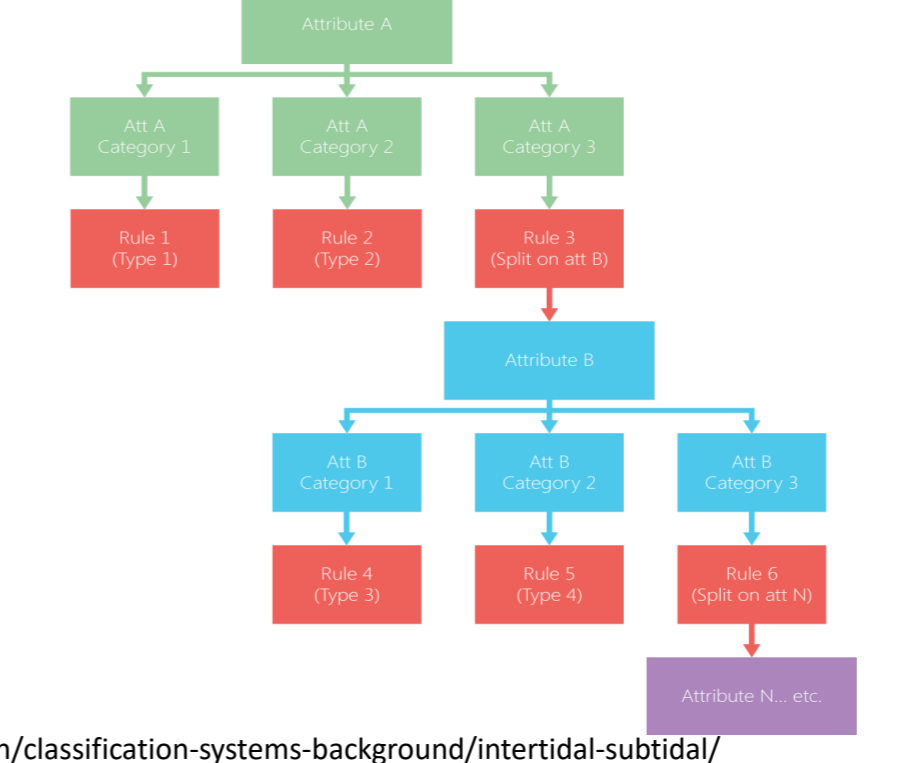 Attribute A
Att A
Category 1
Att A
Category 2
Att A
Category 3
Rule 1
(Type 1)
Rule 2
(Type 2)
Rule 3
(Split on att B)
Attribute B
Att B
Category 1
Att B
Category 2
Att B
Category 3
Rule 4
(Type 3)
Rule 5
(Type 4)
Rule 6
(Split on att N)
Attribute N... etc.
n/classification-systems-background/intertidal-subtidal/